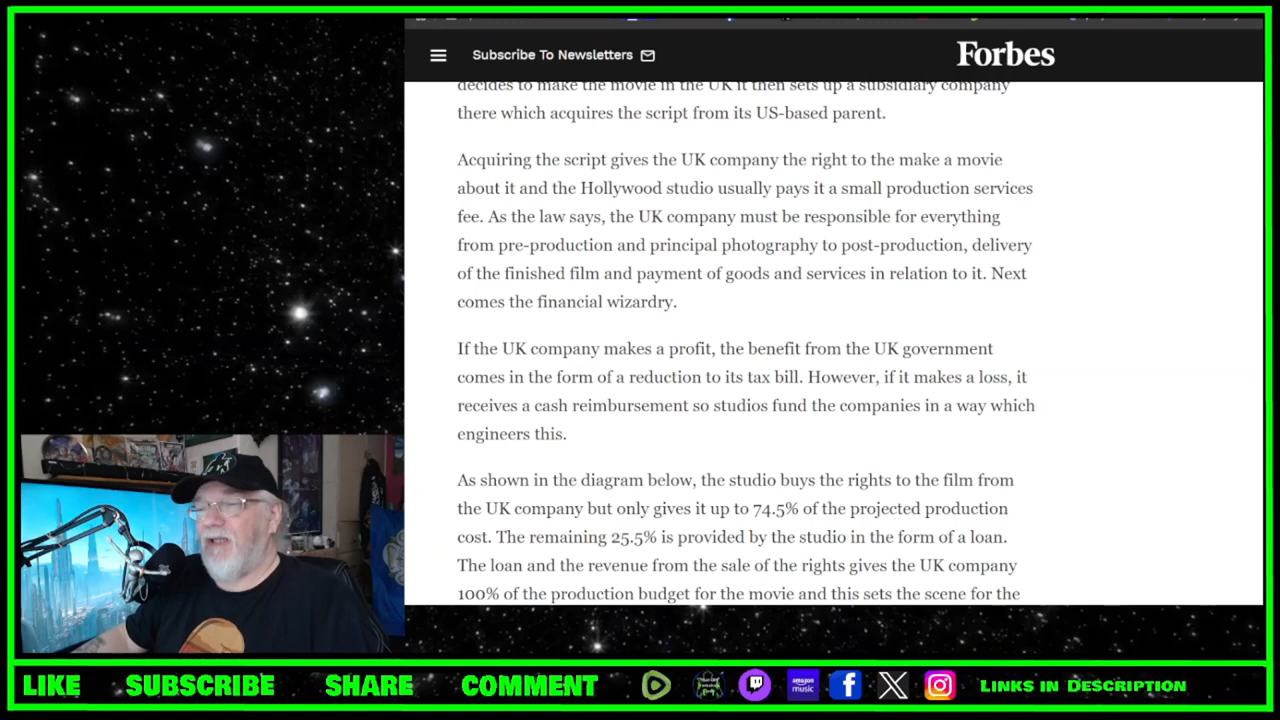 Subscribe To Newsletters
Forbes
decides to make the movie in the UK it then sets up a subsidiary company
there which acquires the script from its US-based parent.
Acquiring the script gives the UK company the right to the make a movie
about it and the Hollywood studio usually pays it a small production services
fee. As the law says, the UK company must be responsible for everything
from pre-production and principal photography to post-production, delivery
of the finished film and payment of goods and services in relation to it. Next
comes the financial wizardry.
If the UK company makes a profit, the benefit from the UK government
comes in the form of a reduction to its tax bill. However, if it makes a loss, it
receives a cash reimbursement so studios fund the companies in a way which
engineers this.
As shown in the diagram below, the studio buys the rights to the film from
the UK company but only gives it up to 74.5% of the projected production
cost. The remaining 25.5% is provided by the studio in the form of a loan.
The loan and the revenue from the sale of the rights gives the UK company
100% of the production budget for the movie and this sets the scene for the
LIKE SUBSCRIBE SHARE COMMENT amazon music LINKS IN DESCRIPTION